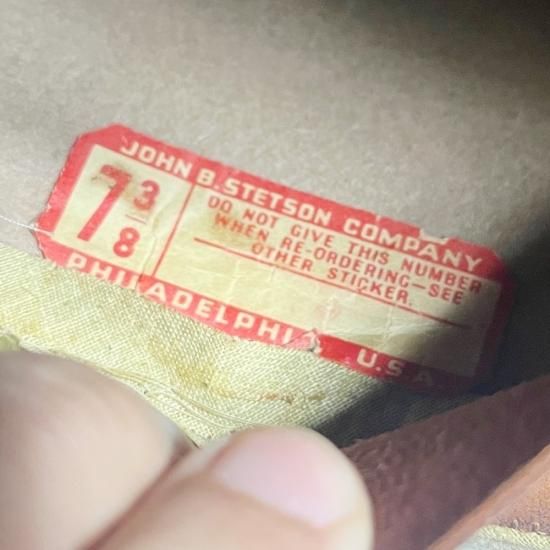 JOHN B. STETSON COMPANY
7 3/8
DO NOT GIVE THIS NUMBER
WHEN RE-ORDERING—SEE
OTHER STICKER.
PHILADELPHIA U.S.A.